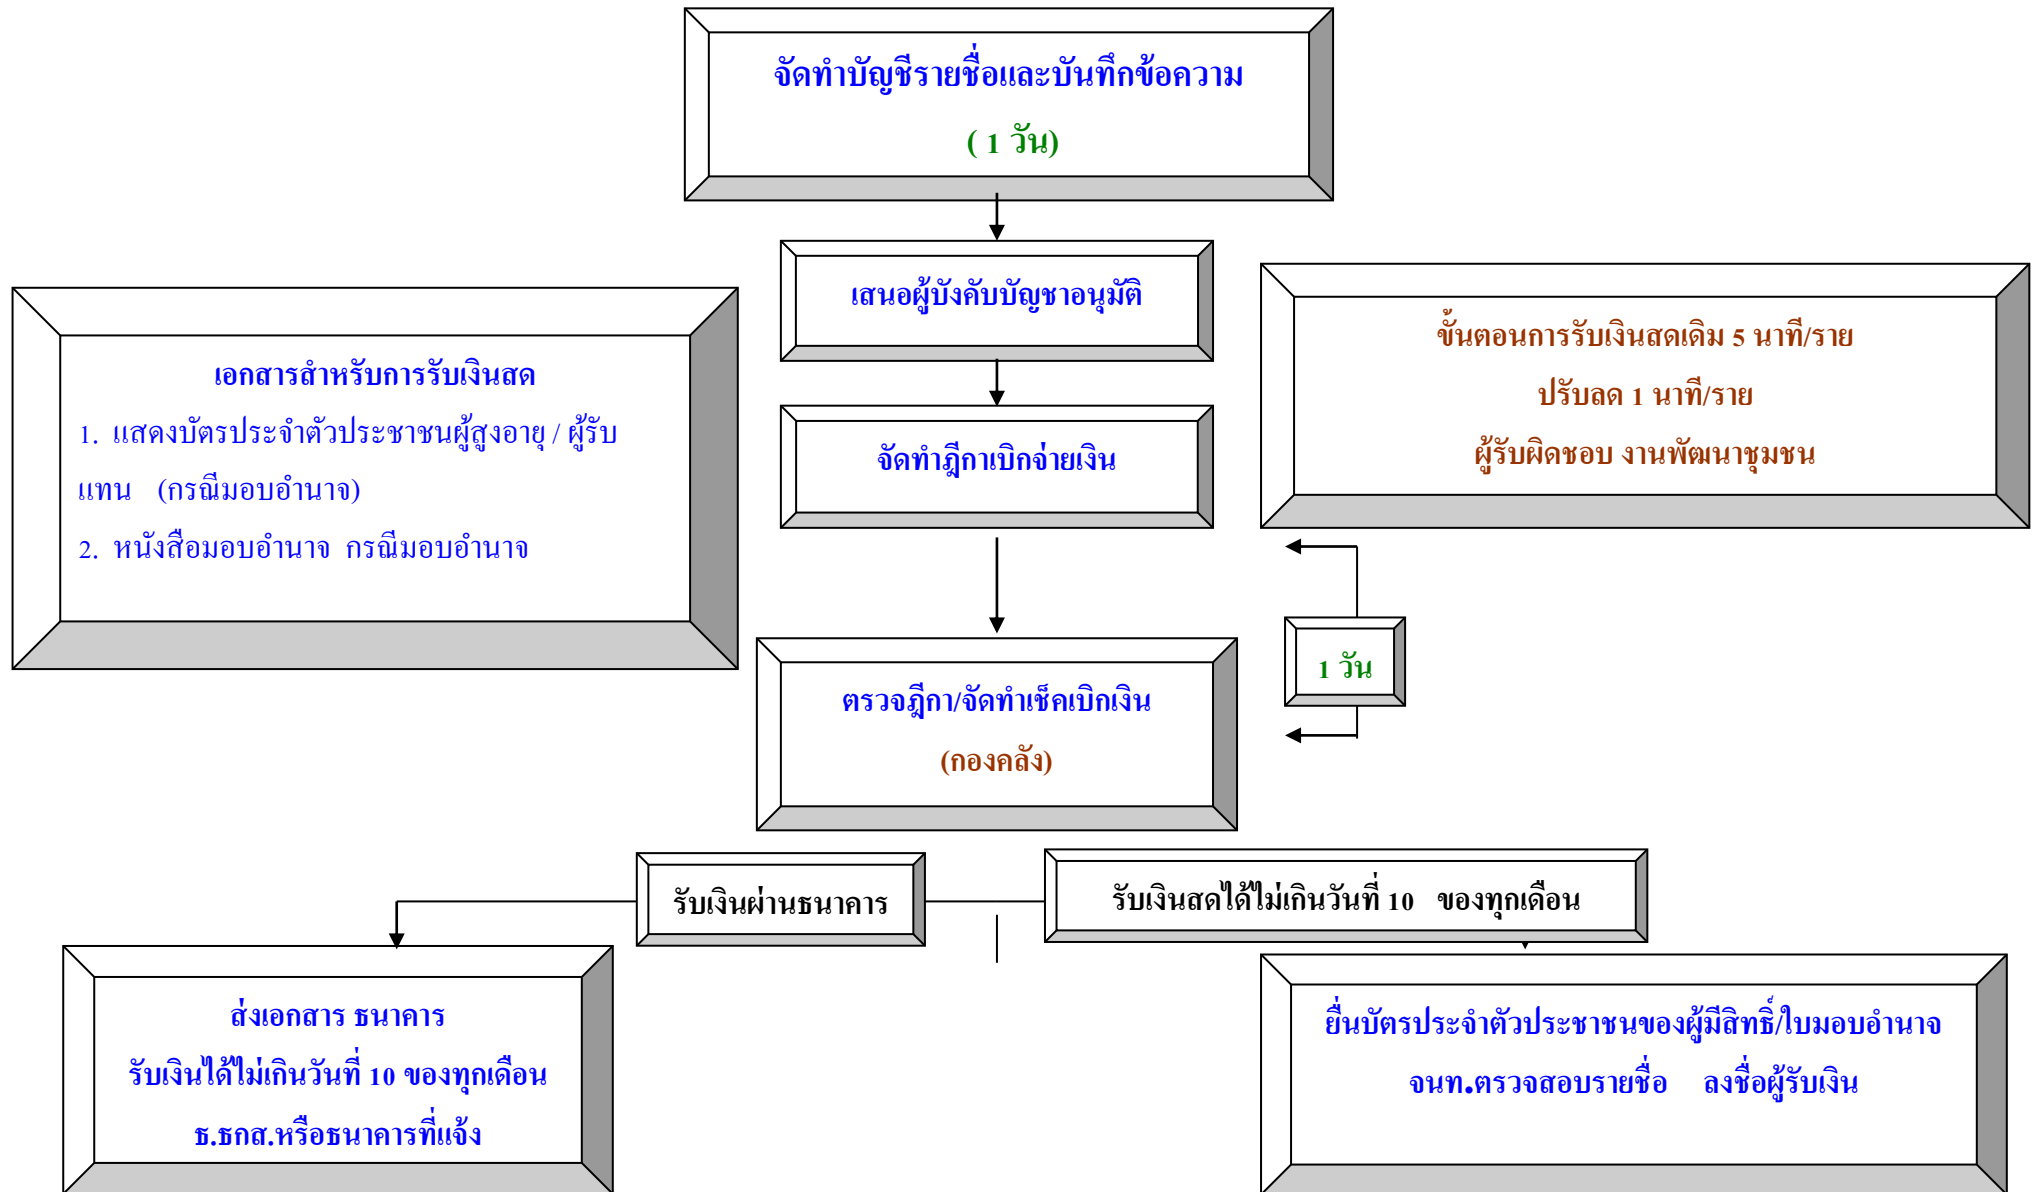 จัดทำบัญชีรายชื่อและบันทึกข้อความ
( 1 วัน)
เสนอผู้บังคับบัญชาอนุมัติ
เอกสารสำหรับการรับเงินสด
1. แสดงบัตรประจำตัวประชาชนผู้สูงอายุ / ผู้รับ
แทน (กรณีมอบอำนาจ)
2. หนังสือมอบอำนาจ กรณีมอบอำนาจ
ขั้นตอนการรับเงินสดเดิม 5 นาที/ราย
ปรับลด 1 นาที/ราย
ผู้รับผิดชอบ งานพัฒนาชุมชน
จัดทำฎีกาเบิกจ่ายเงิน
1 วัน
ตรวจฎีกา/จัดทำเช็คเบิกเงิน
(กองคลัง)
รับเงินผ่านธนาคาร
รับเงินสดได้ไม่เกินวันที่ 10 ของทุกเดือน
ส่งเอกสาร ธนาคาร
รับเงินได้ไม่เกินวันที่ 10 ของทุกเดือน
ธ.ธกส.หรือธนาคารที่แจ้ง
ยื่นบัตรประจำตัวประชาชนของผู้มีสิทธิ์/ใบมอบอำนาจ
จนท.ตรวจสอบรายชื่อ ลงชื่อผู้รับเงิน